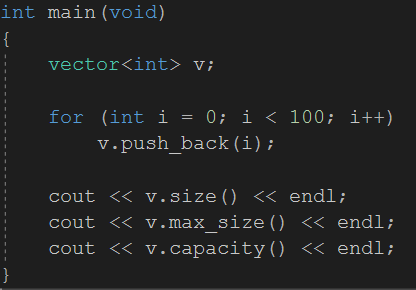 int main(void)
{
    vector<int> v;

    for (int i = 0; i < 100; i++)
        v.push_back(i);

    cout << v.size() << endl;
    cout << v.max_size() << endl;
    cout << v.capacity() << endl;
}